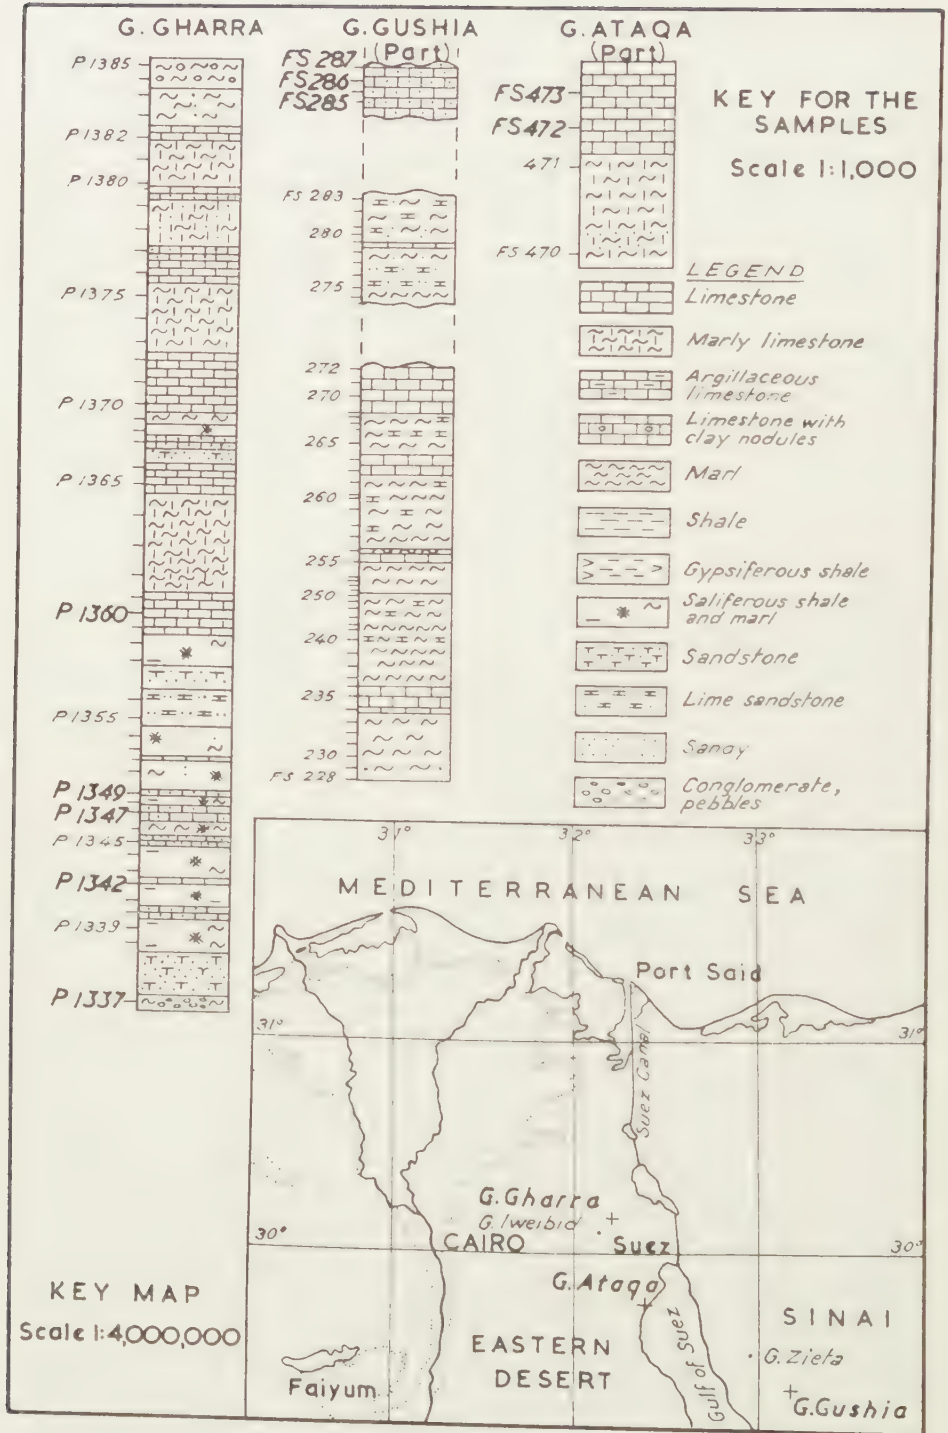 G. GHARRA
P 1385
P 1382
P 1380
P 1375
P 1370
P 1365
P 1360
P 1355
P 1349
P 1347
P 1345
P 1342
P 1339
P 1337
G. GUSHIA
(Part)
FS 287
FS 286
FS 285
FS 283
280
275
272
270
265
260
255
250
240
235
230
FS 228
G. ATAQA
(Part)
FS 473
FS 472
471
FS 470
KEY FOR THE
SAMPLES
Scale 1:1,000
LEGEND
Limestone
Marly limestone
Argillaceous
limestone
Limestone with
clay nodules
Marl
Shale
Gypsiferous shale
Saliferous shale
and marl
Sandstone
Lime sandstone
Sandy
Conglomerate,
pebbles
31°
32°
33°
MEDITERRANEAN SEA
Port Said
31°
31°
Suez Canal
G. Gharra
G. Iweibid
30°
CAIRO
Suez
30°
G. Ataqa
KEY MAP
Scale 1:4,000,000
SINAI
EASTERN
DESERT
Gulf of Suez
G. Zieta
Faiyum
G. Gushia